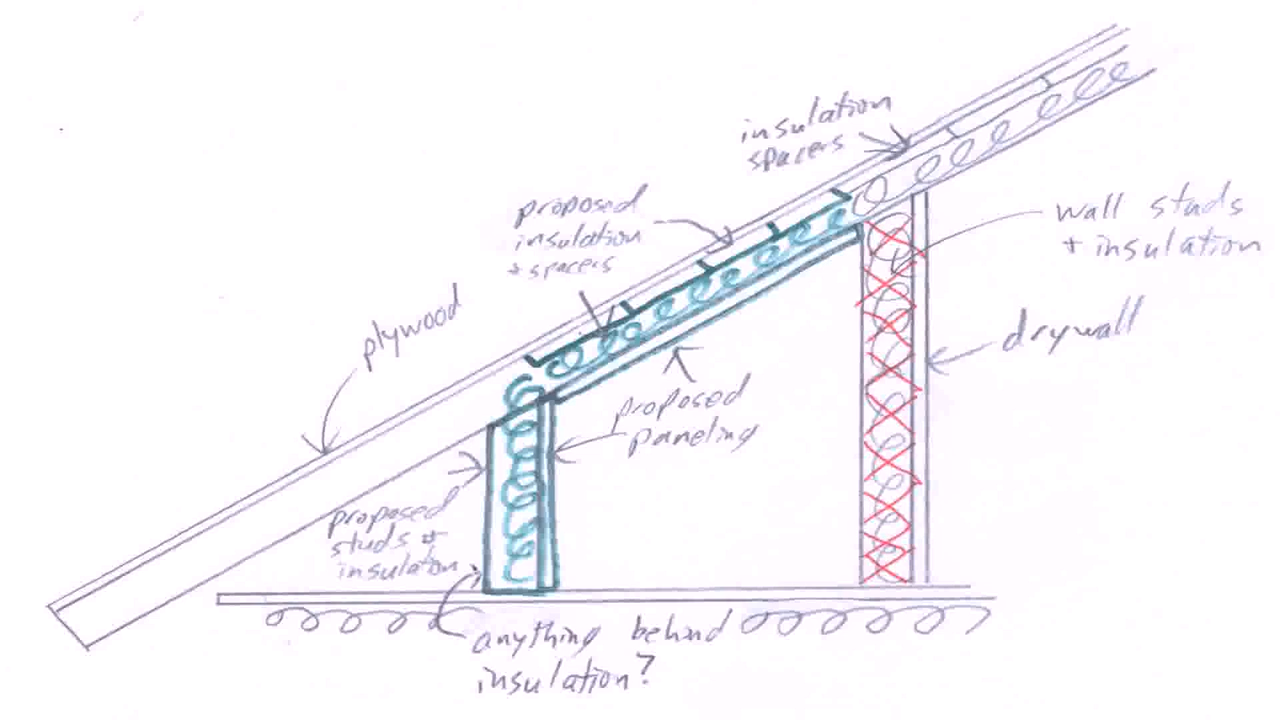 insulation
spacers
proposed
insulation
+ spacers
wall studs
+ insulation
plywood
drywall
proposed
paneling
proposed
studs +
insulation
anything behind
insulation?